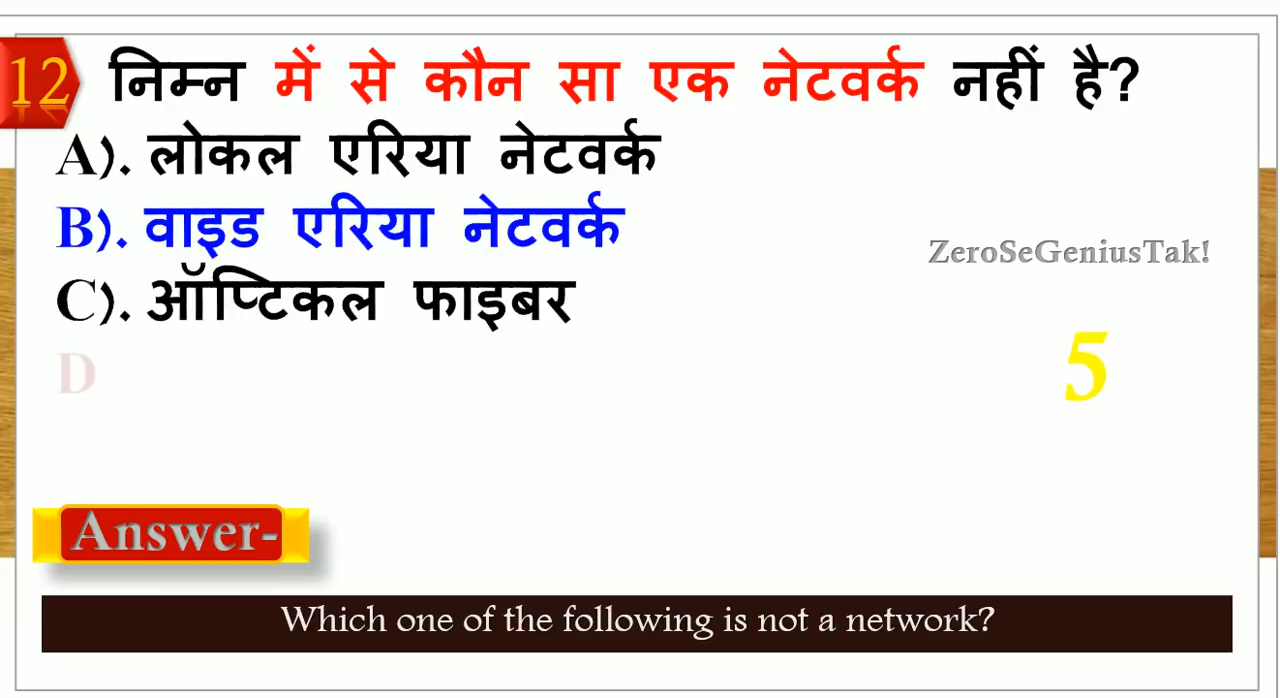 12 निम्न में से कौन सा एक नेटवर्क नहीं है?
A). लोकल एरिया नेटवर्क
B). वाइड एरिया नेटवर्क
ZeroSeGeniusTak!
C). ऑप्टिकल फाइबर
D
5
Answer-
Which one of the following is not a network?